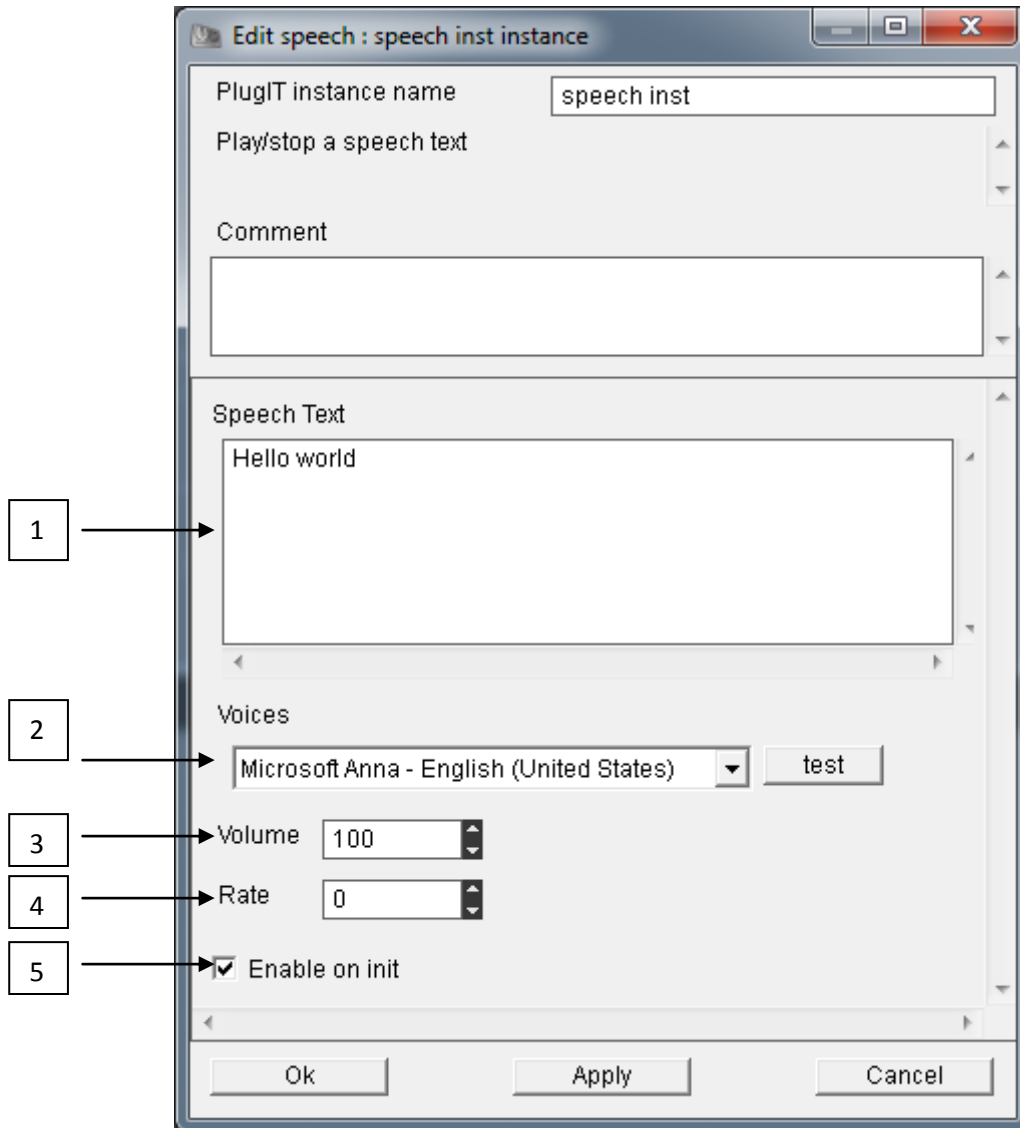 Edit speech : speech inst instance
PlugIT instance name speech inst
Play/stop a speech text
Comment
Speech Text
Hello world
1
Voices
2
Microsoft Anna - English (United States) test
3 Volume 100
4 Rate 0
5 Enable on init
Ok Apply Cancel